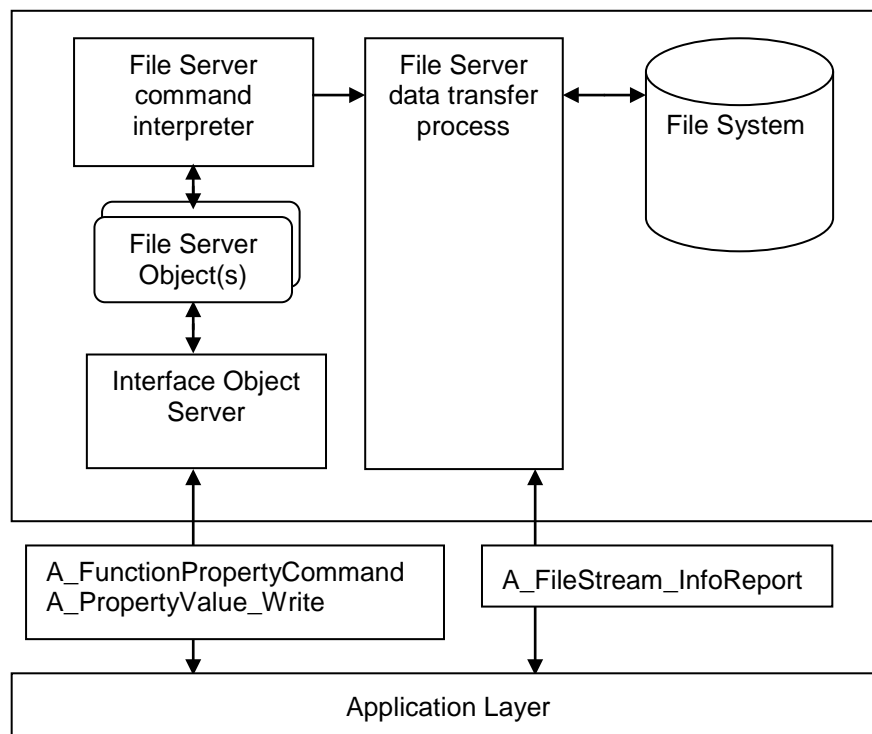 File Server
command
interpreter
File Server
data transfer
process
File System
File Server
Object(s)
Interface Object
Server
A_FunctionPropertyCommand
A_PropertyValue_Write
A_FileStream_InfoReport
Application Layer